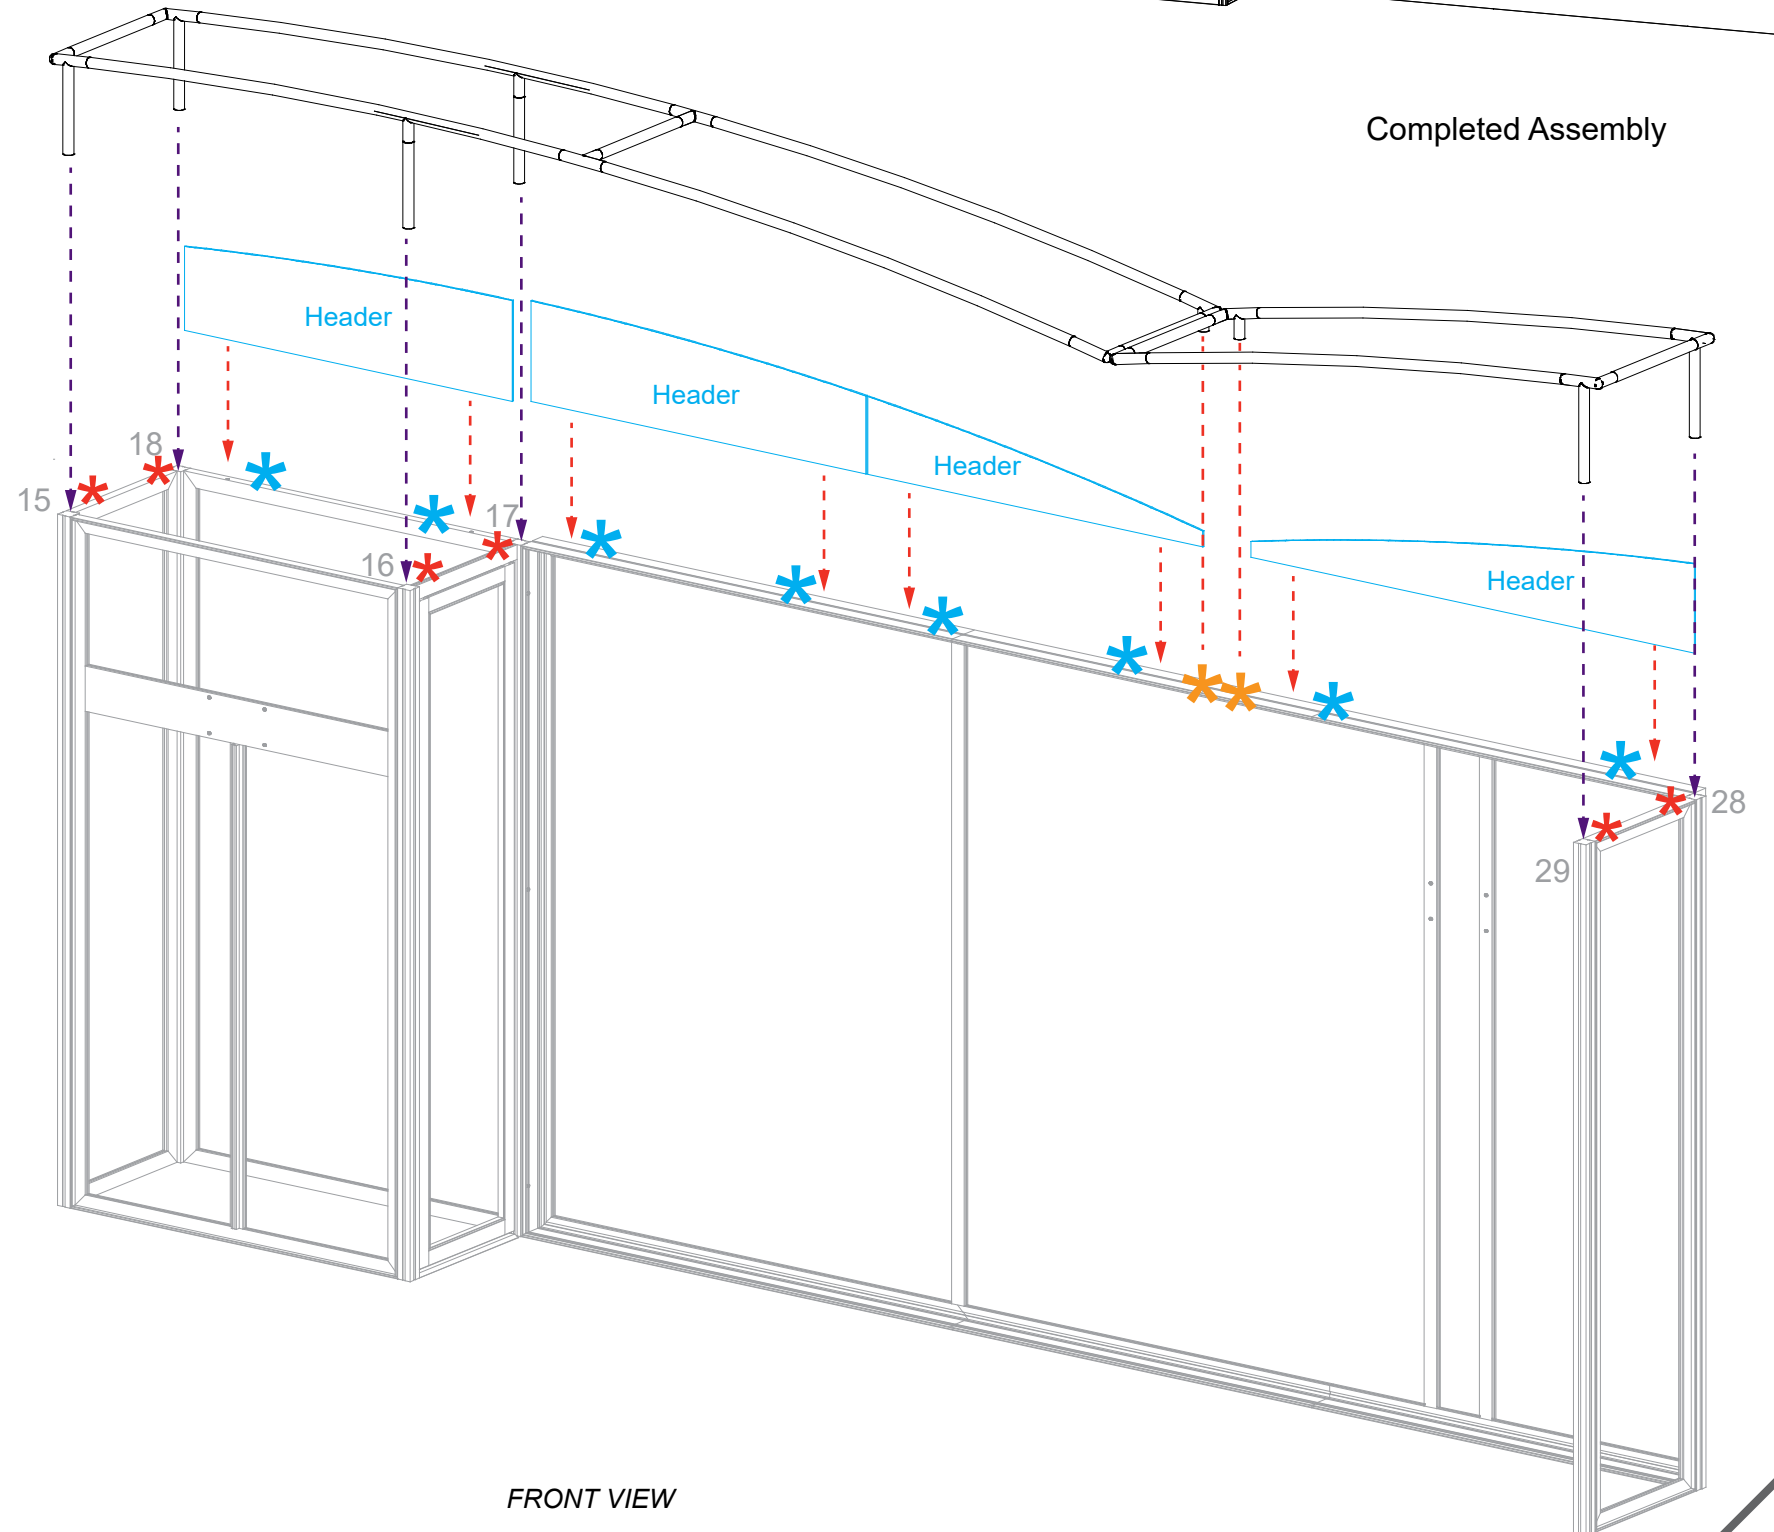 Completed Assembly
Header
Header
Header
Header
18
15
17
16
28
29
FRONT VIEW